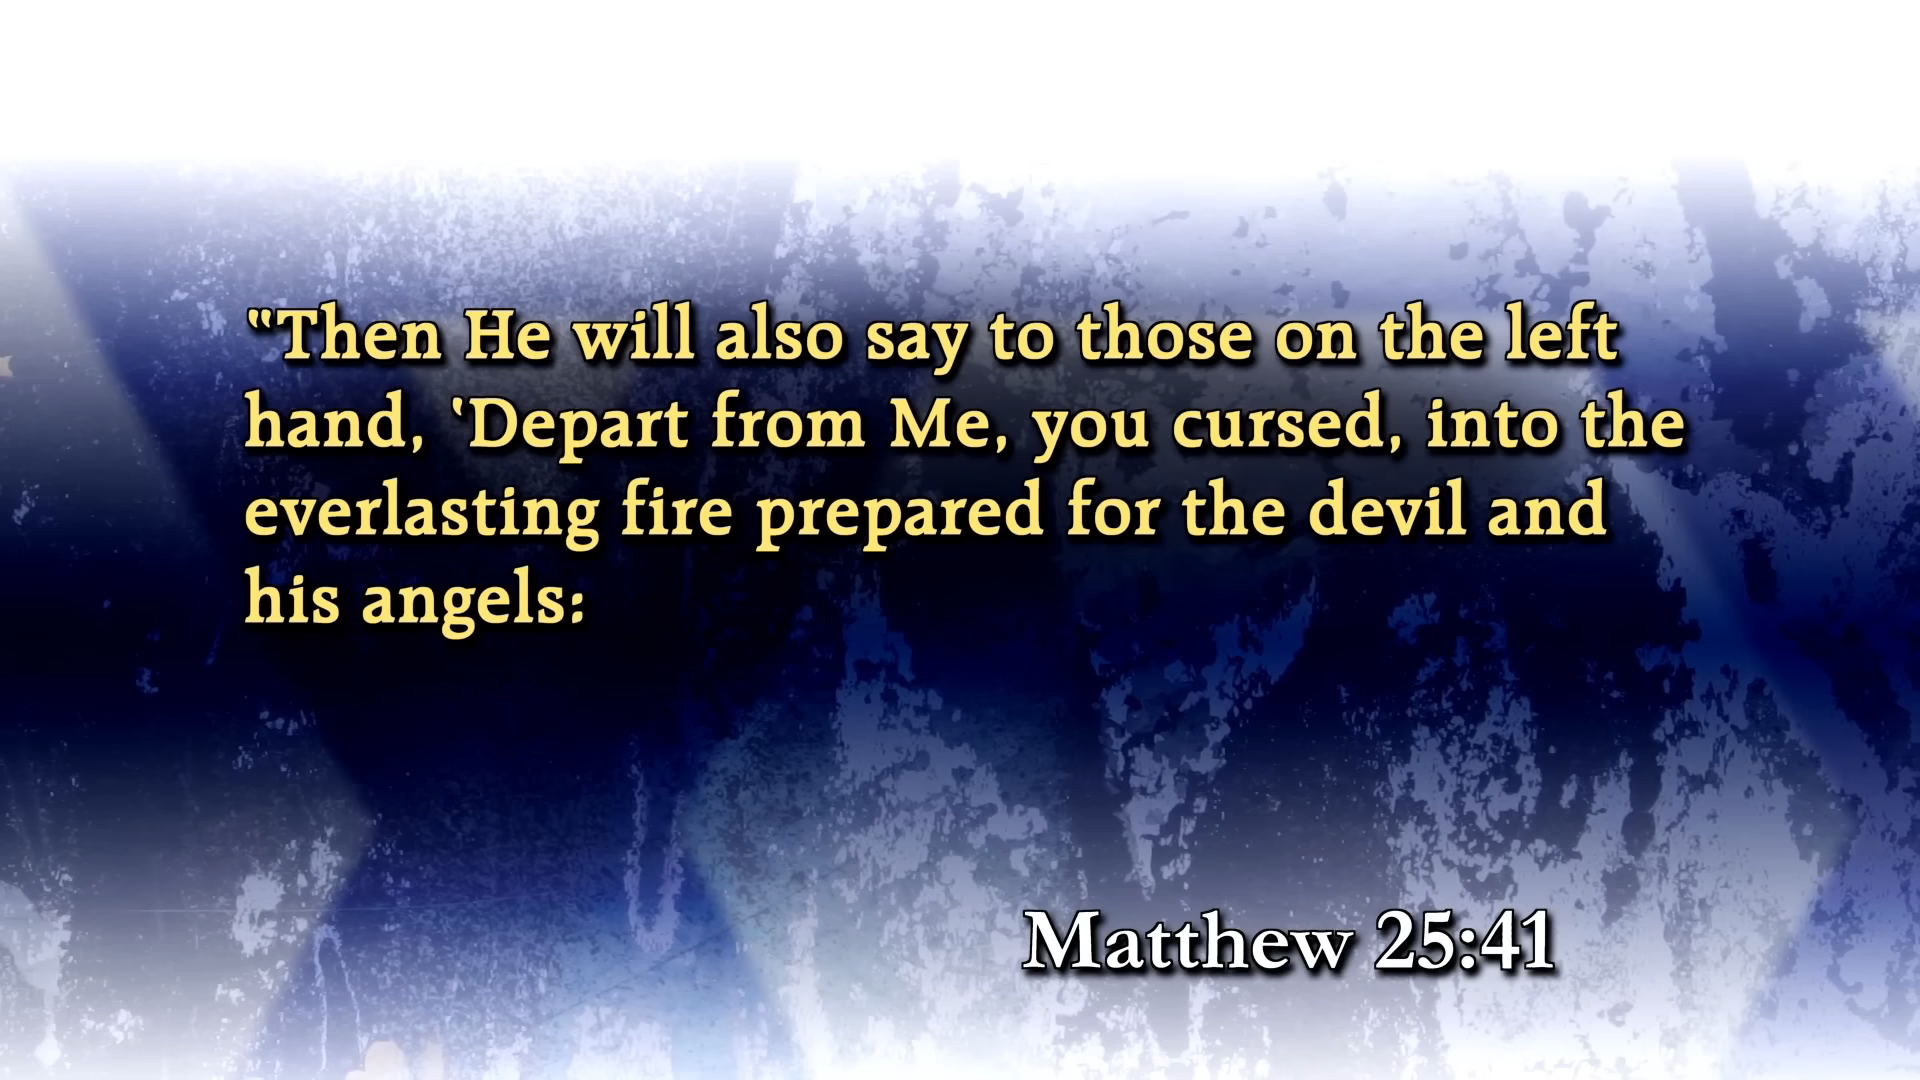 “Then He will also say to those on the left
hand, ‘Depart from Me, you cursed, into the
everlasting fire prepared for the devil and
his angels:
Matthew 25:41